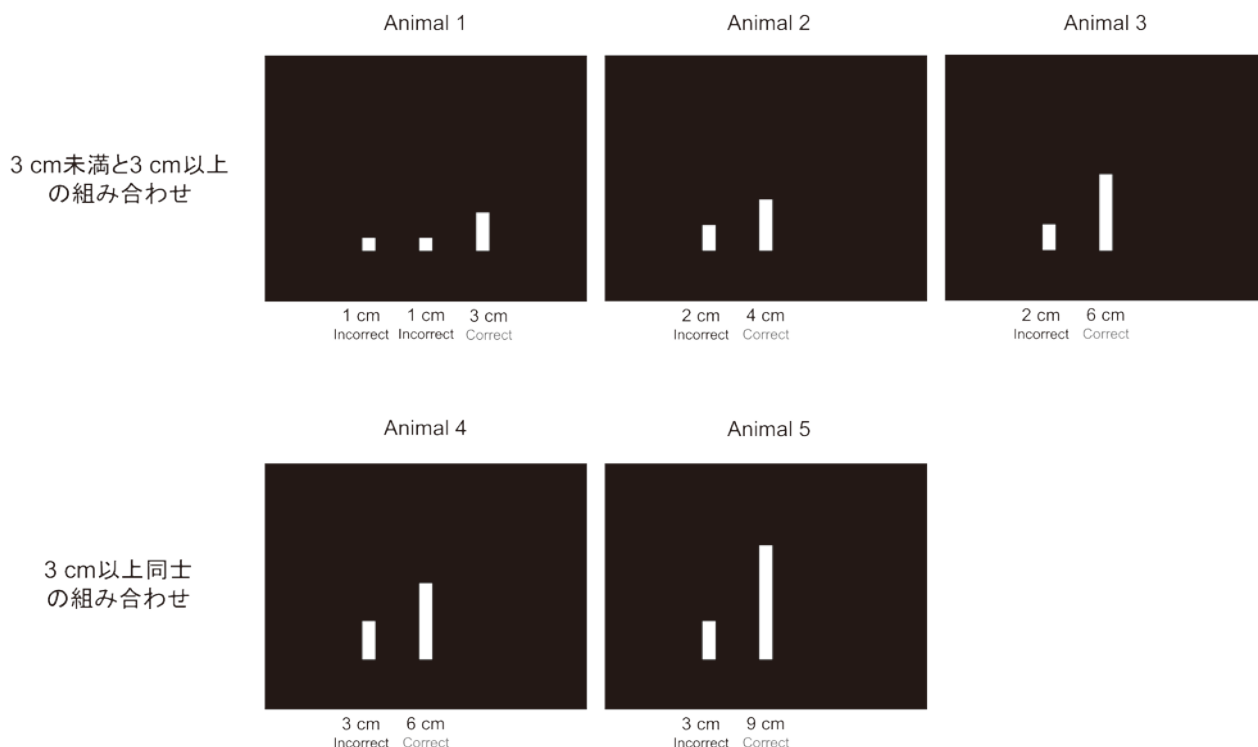 Animal 1
Animal 2
Animal 3
3 cm未満と3 cm以上
の組み合わせ
1 cm 1 cm 3 cm
Incorrect Incorrect Correct
2 cm 4 cm
Incorrect Correct
2 cm 6 cm
Incorrect Correct
Animal 4
Animal 5
3 cm以上同士
の組み合わせ
3 cm 6 cm
Incorrect Correct
3 cm 9 cm
Incorrect Correct